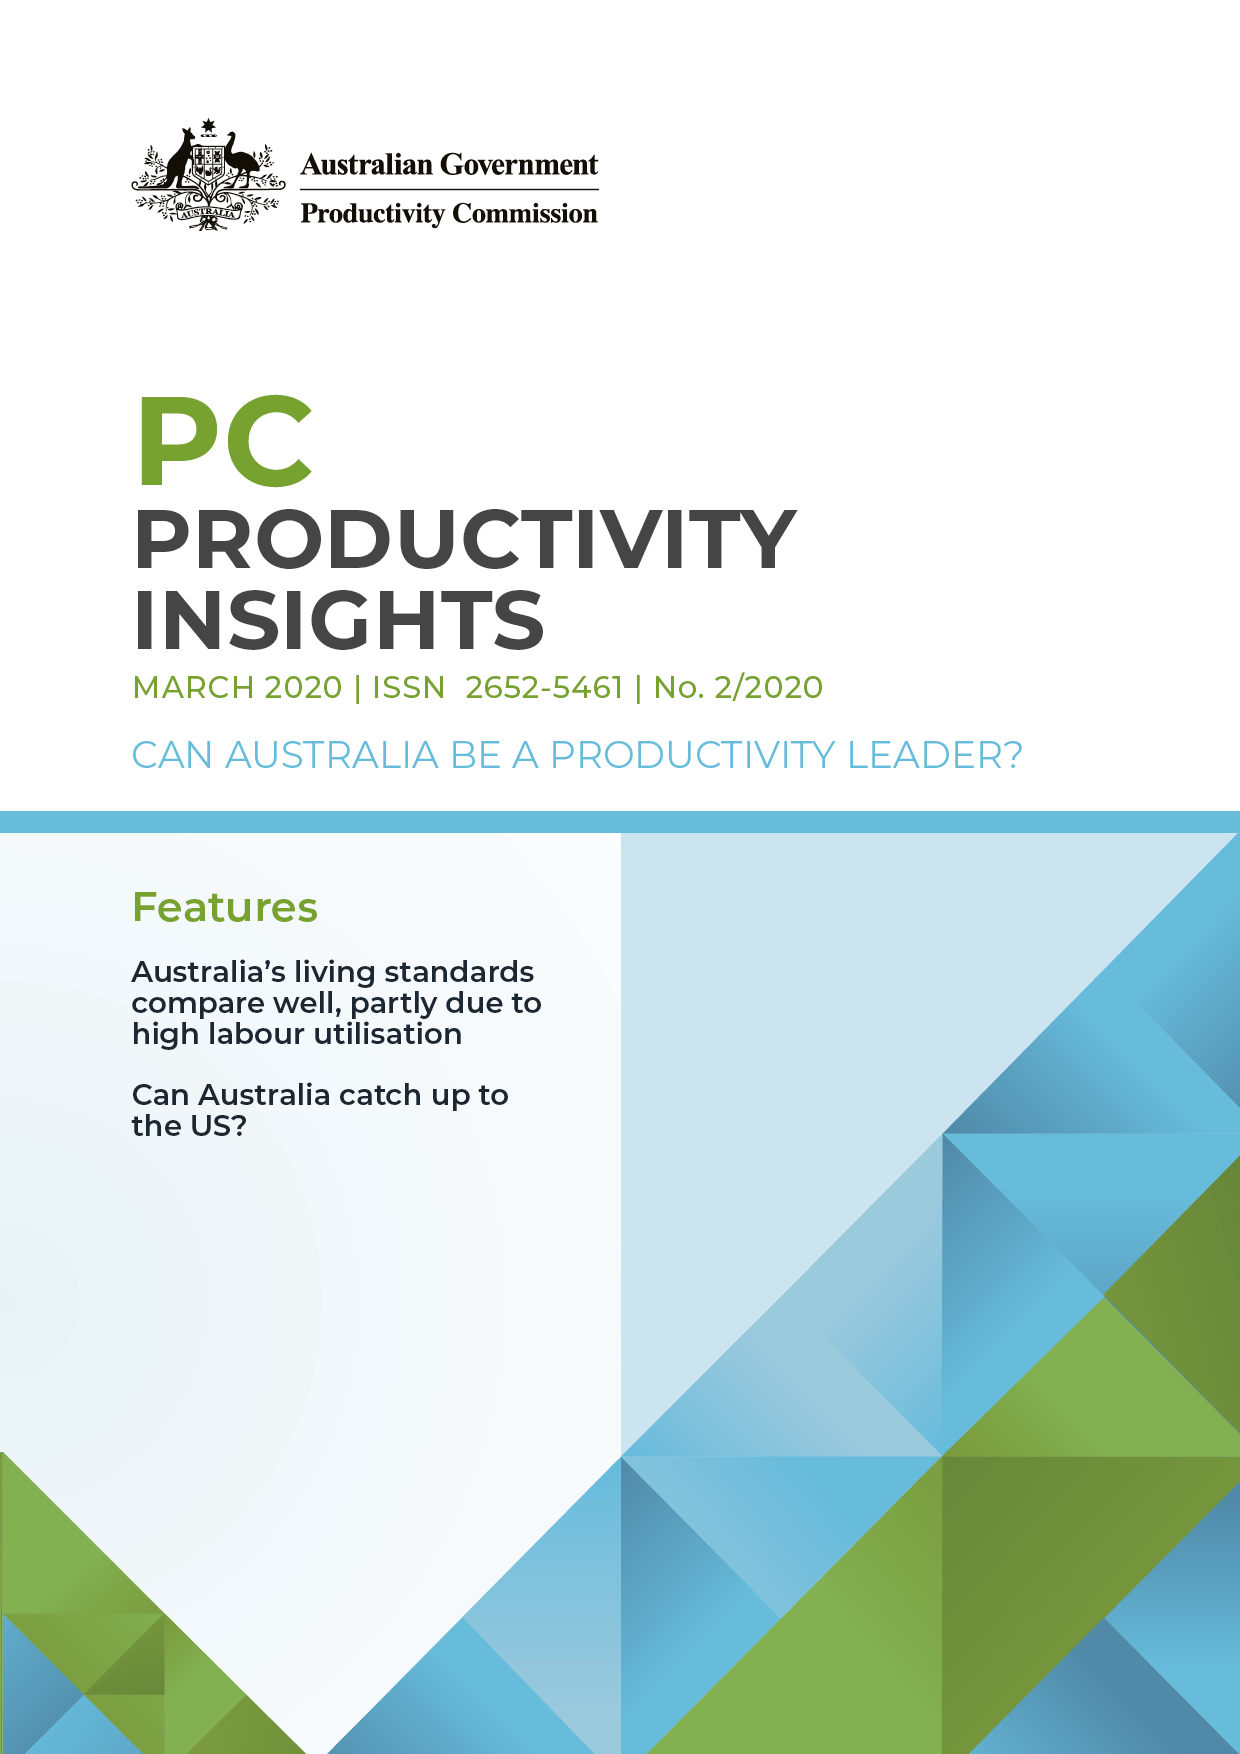 AUSTRALIA
Australian Government
Productivity Commission
PC
PRODUCTIVITY
INSIGHTS
MARCH 2020 | ISSN  2652-5461 | No. 2/2020
CAN AUSTRALIA BE A PRODUCTIVITY LEADER?
Features
Australia’s living standards
compare well, partly due to
high labour utilisation
Can Australia catch up to
the US?